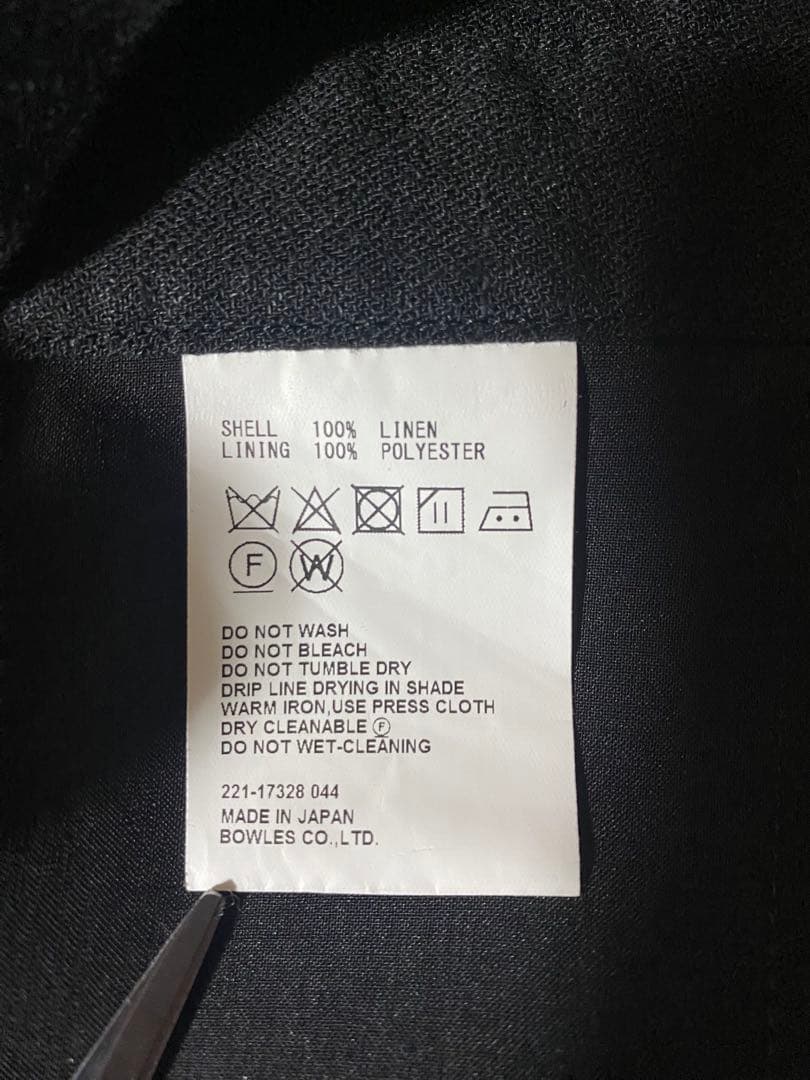 SHELL 100% LINEN
LINING 100% POLYESTER
F W
DO NOT WASH
DO NOT BLEACH
DO NOT TUMBLE DRY
DRIP LINE DRYING IN SHADE
WARM IRON,USE PRESS CLOTH
DRY CLEANABLE Ⓕ
DO NOT WET-CLEANING
221-17328 044
MADE IN JAPAN
BOWLES CO.,LTD.